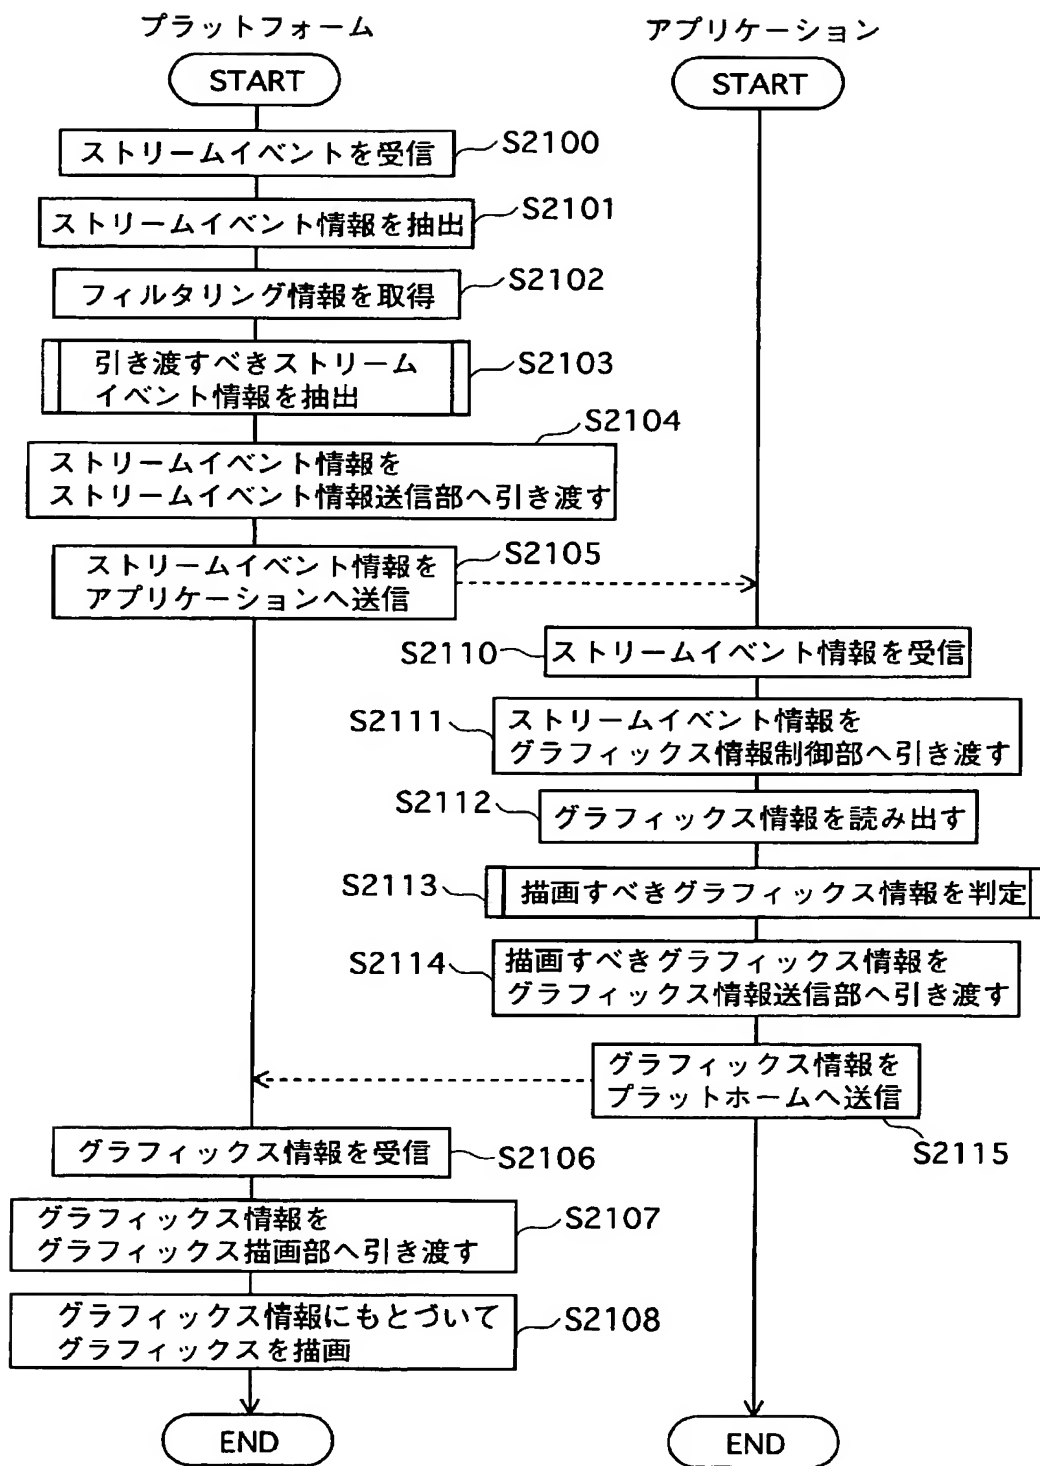 プラットフォーム
START
ストリームイベントを受信
S2100
ストリームイベント情報を抽出
S2101
フィルタリング情報を取得
S2102
引き渡すべきストリーム
イベント情報を抽出
S2103
S2104
ストリームイベント情報を
ストリームイベント情報送信部へ引き渡す
ストリームイベント情報を
アプリケーションへ送信
S2105
アプリケーション
START
S2110
ストリームイベント情報を受信
S2111
ストリームイベント情報を
グラフィックス情報制御部へ引き渡す
S2112
グラフィックス情報を読み出す
S2113
描画すべきグラフィックス情報を判定
S2114
描画すべきグラフィックス情報を
グラフィックス情報送信部へ引き渡す
グラフィックス情報を
プラットホームへ送信
S2115
グラフィックス情報を受信
S2106
グラフィックス情報を
グラフィックス描画部へ引き渡す
S2107
グラフィックス情報にもとづいて
グラフィックスを描画
S2108
END
END